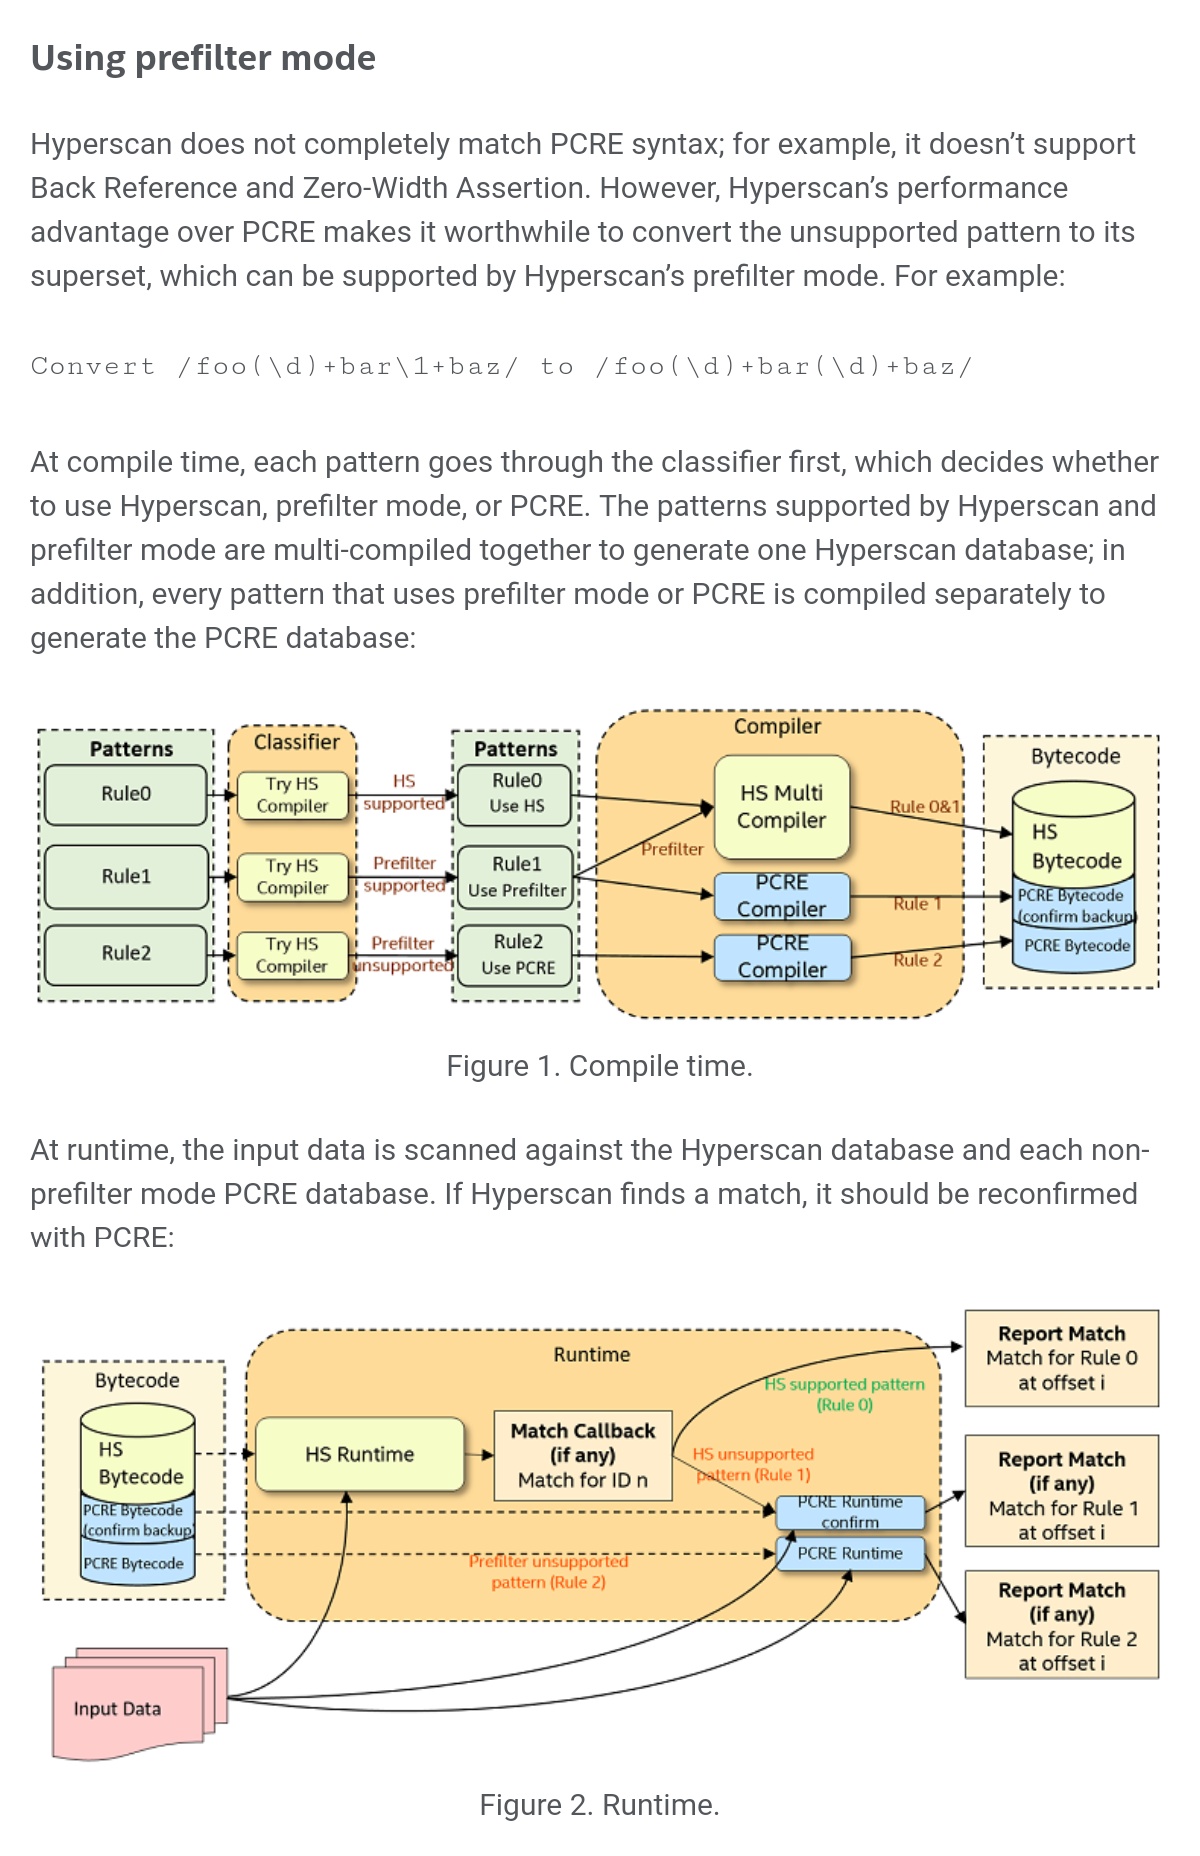 Using prefilter mode
Hyperscan does not completely match PCRE syntax; for example, it doesn’t support
Back Reference and Zero-Width Assertion. However, Hyperscan’s performance
advantage over PCRE makes it worthwhile to convert the unsupported pattern to its
superset, which can be supported by Hyperscan’s prefilter mode. For example:
Convert /foo(\d)+bar\1+baz/ to /foo(\d)+bar(\d)+baz/
At compile time, each pattern goes through the classifier first, which decides whether
to use Hyperscan, prefilter mode, or PCRE. The patterns supported by Hyperscan and
prefilter mode are multi-compiled together to generate one Hyperscan database; in
addition, every pattern that uses prefilter mode or PCRE is compiled separately to
generate the PCRE database:
Patterns
Rule0
Rule1
Rule2
Classifier
Try HS
Compiler
Try HS
Compiler
Try HS
Compiler
HS
supported
Prefilter
supported
Prefilter
unsupported
Patterns
Rule0
Use HS
Rule1
Use Prefilter
Rule2
Use PCRE
Compiler
Prefilter
HS Multi
Compiler
PCRE
Compiler
PCRE
Compiler
Rule 0&1
Rule 1
Rule 2
Bytecode
HS
Bytecode
PCRE Bytecode
(confirm backup)
PCRE Bytecode
Figure 1. Compile time.
At runtime, the input data is scanned against the Hyperscan database and each non-
prefilter mode PCRE database. If Hyperscan finds a match, it should be reconfirmed
with PCRE:
Bytecode
HS
Bytecode
PCRE Bytecode
(confirm backup)
PCRE Bytecode
Input Data
Runtime
HS Runtime
Match Callback
(if any)
Match for ID n
HS supported pattern
(Rule 0)
HS unsupported
pattern (Rule 1)
Prefilter unsupported
pattern (Rule 2)
PCRE Runtime
confirm
PCRE Runtime
Report Match
Match for Rule 0
at offset i
Report Match
(if any)
Match for Rule 1
at offset i
Report Match
(if any)
Match for Rule 2
at offset i
Figure 2. Runtime.